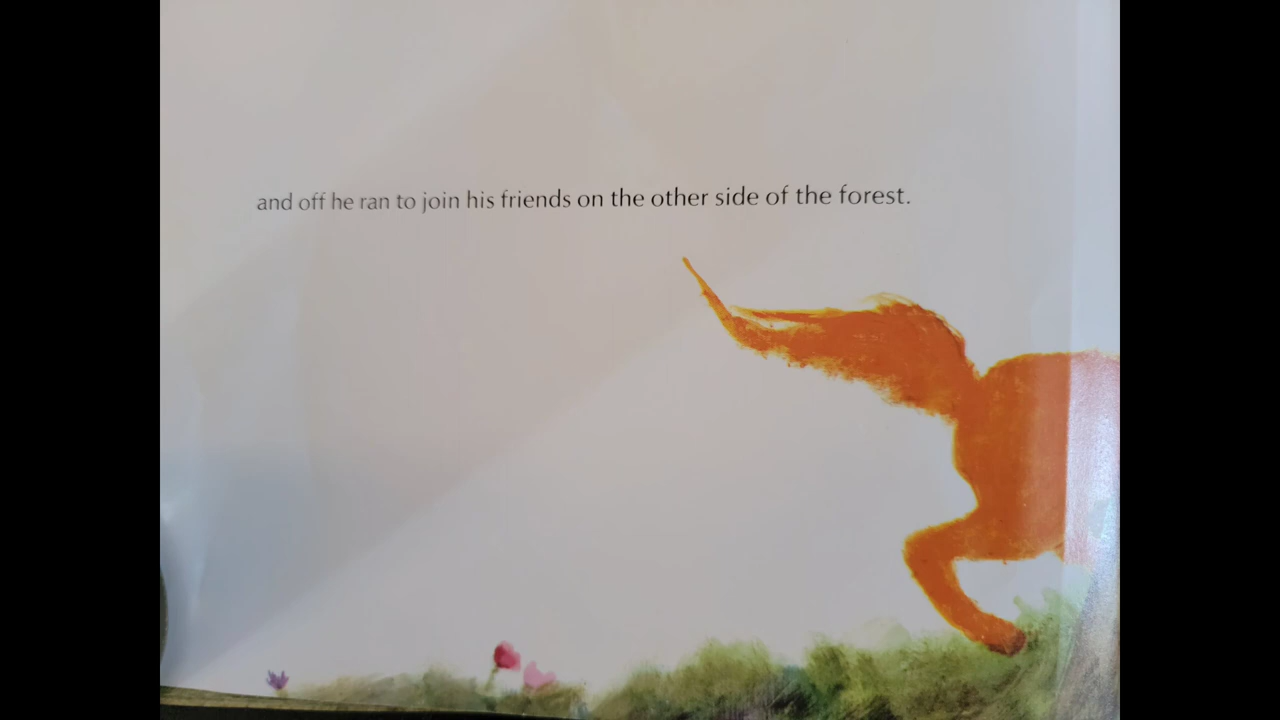 and off he ran to join his friends on the other side of the forest.